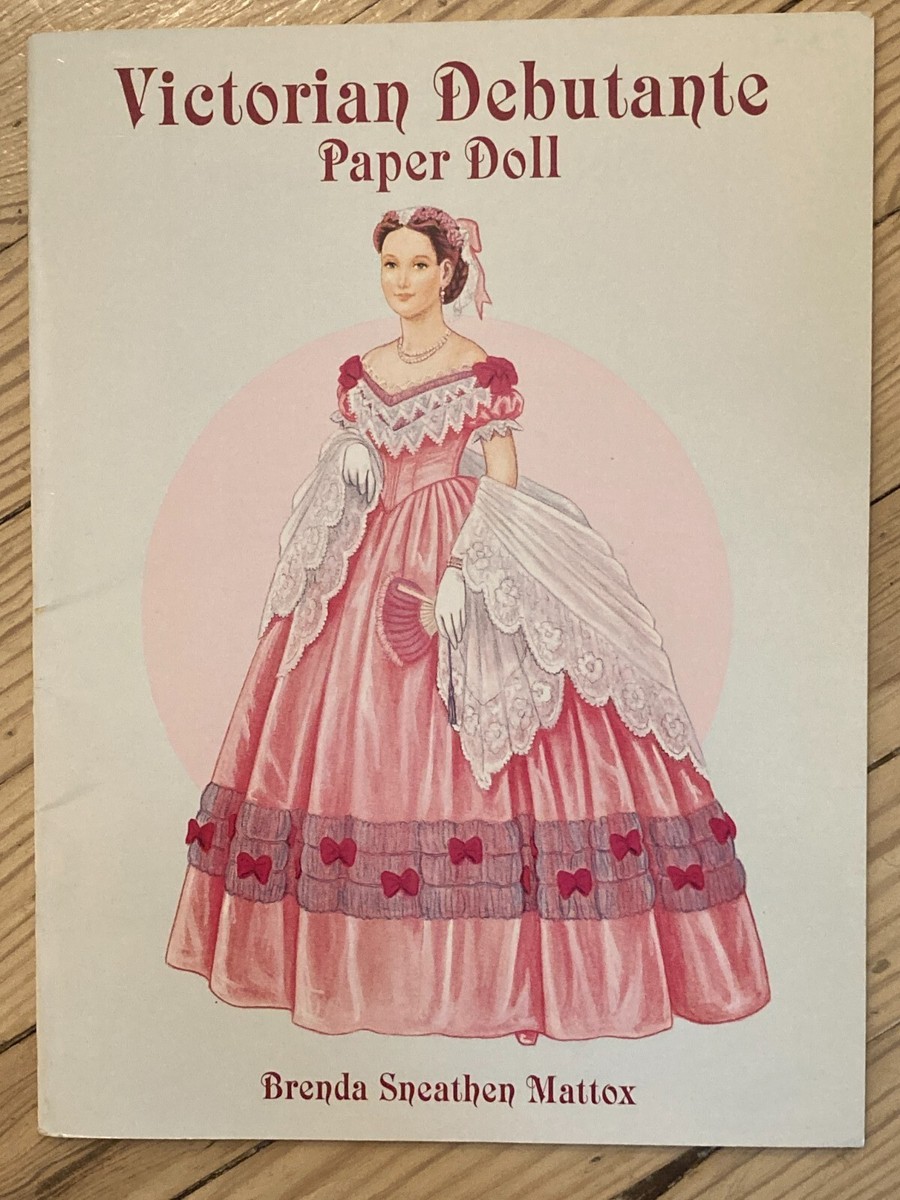 Victorian Debutante
Paper Doll
Brenda Sneathen Mattox